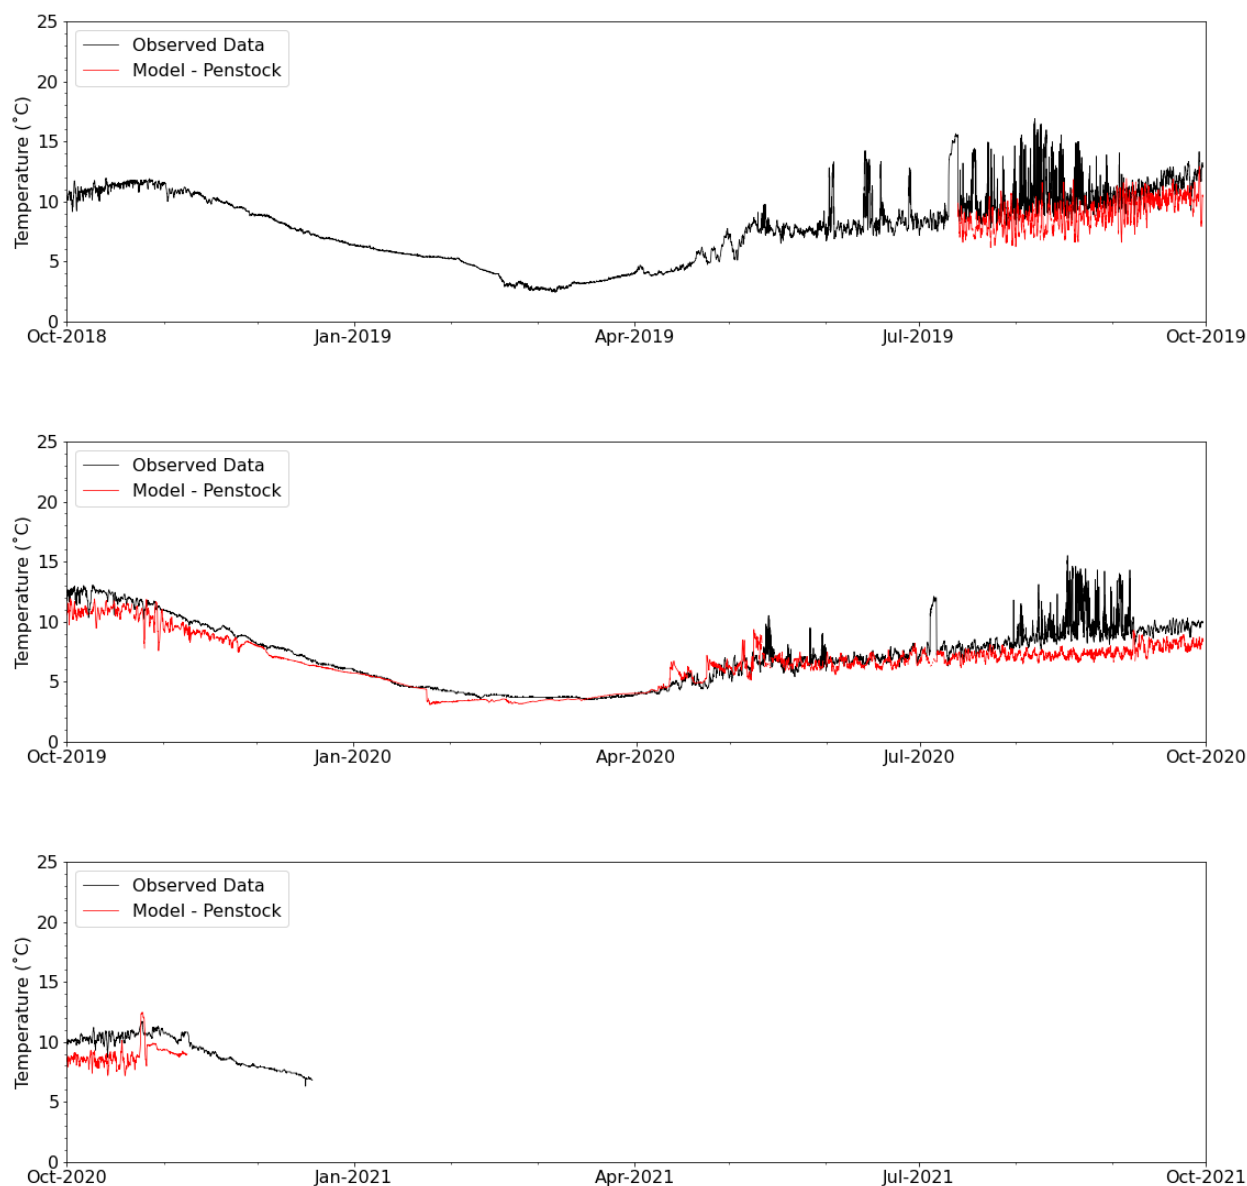 25
20
15
10
5
0
Temperature (˚C)
Observed Data
Model - Penstock
Oct-2018 Jan-2019 Apr-2019 Jul-2019 Oct-2019
25
20
15
10
5
0
Temperature (˚C)
Observed Data
Model - Penstock
Oct-2019 Jan-2020 Apr-2020 Jul-2020 Oct-2020
25
20
15
10
5
0
Temperature (˚C)
Observed Data
Model - Penstock
Oct-2020 Jan-2021 Apr-2021 Jul-2021 Oct-2021